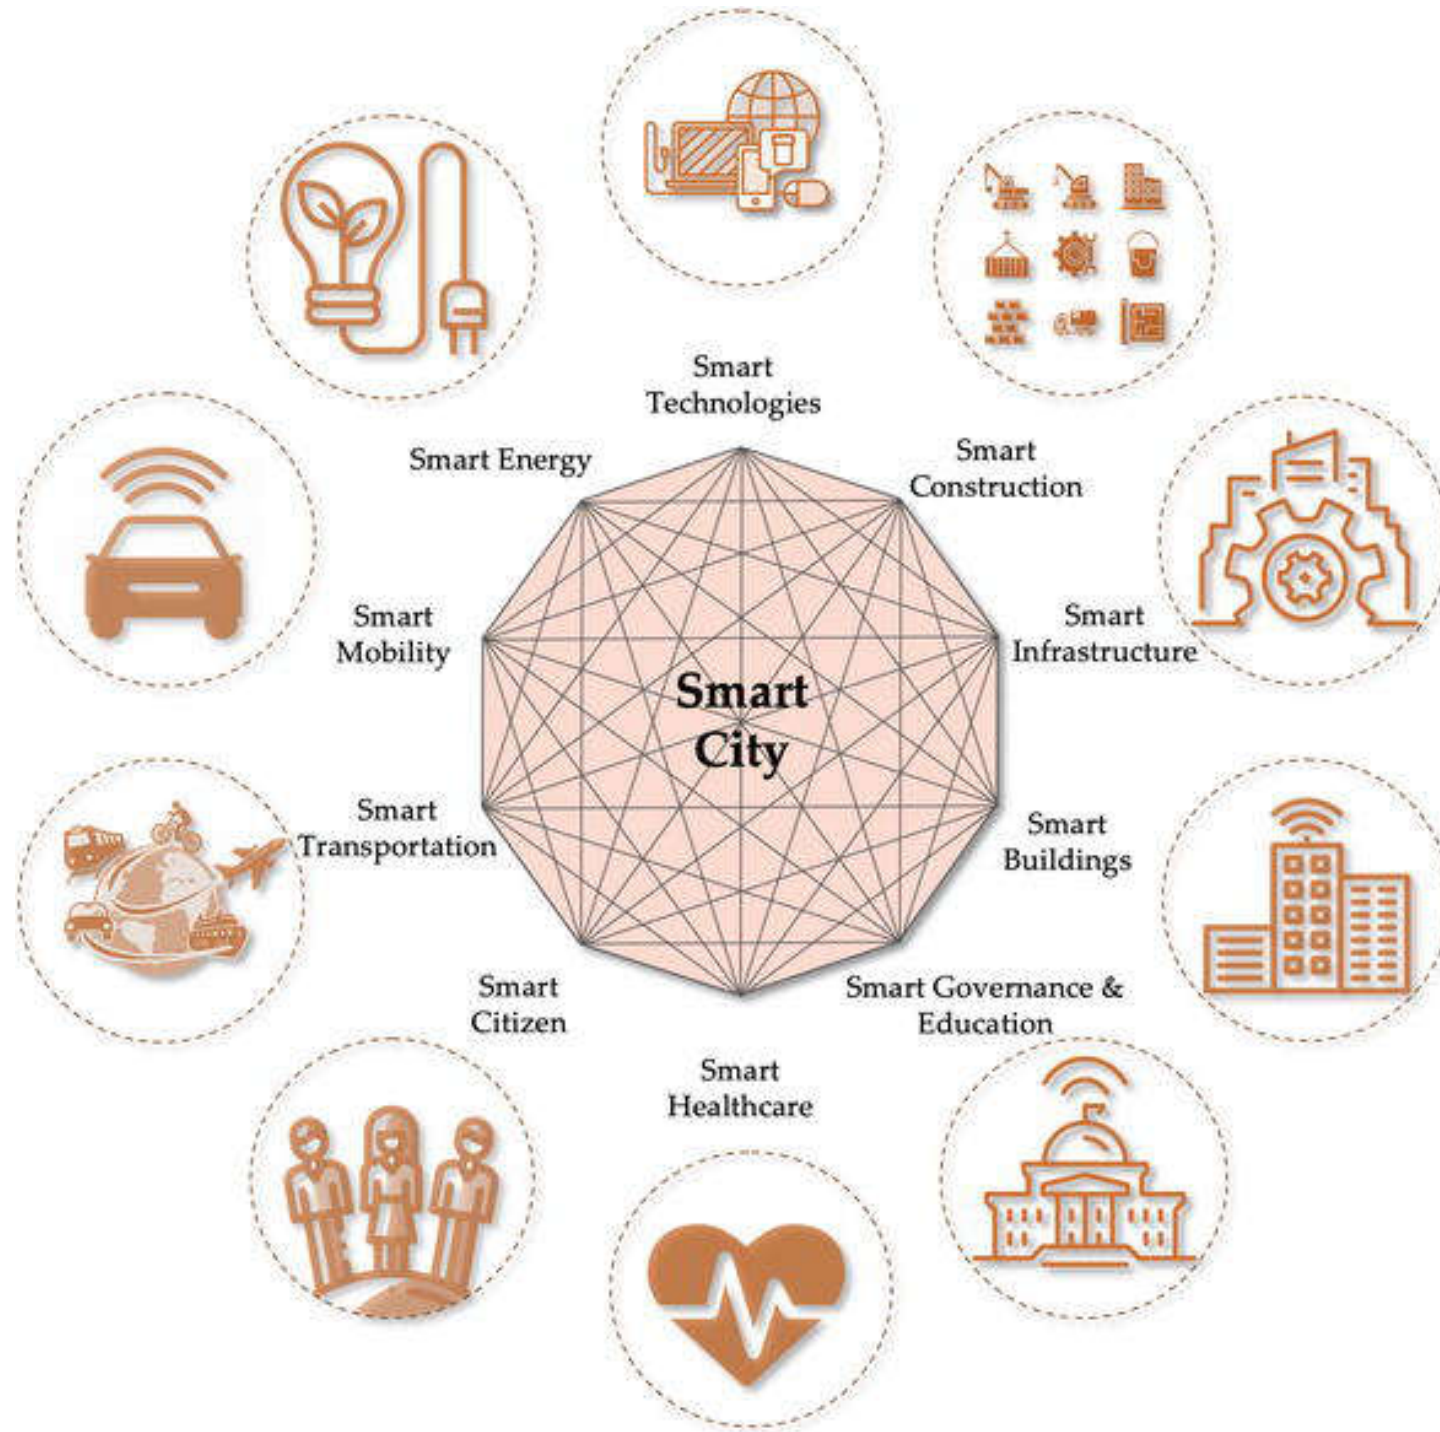 Smart
Technologies
Smart Energy
Smart
Construction
Smart
Mobility
Smart
Infrastructure
Smart
City
Smart
Transportation
Smart
Buildings
Smart
Citizen
Smart Governance &
Education
Smart
Healthcare